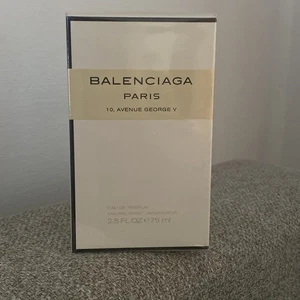 BALENCIAGA
PARIS
10, AVENUE GEORGE V
EAU DE PARFUM
2.5 FL.OZ 75 ml